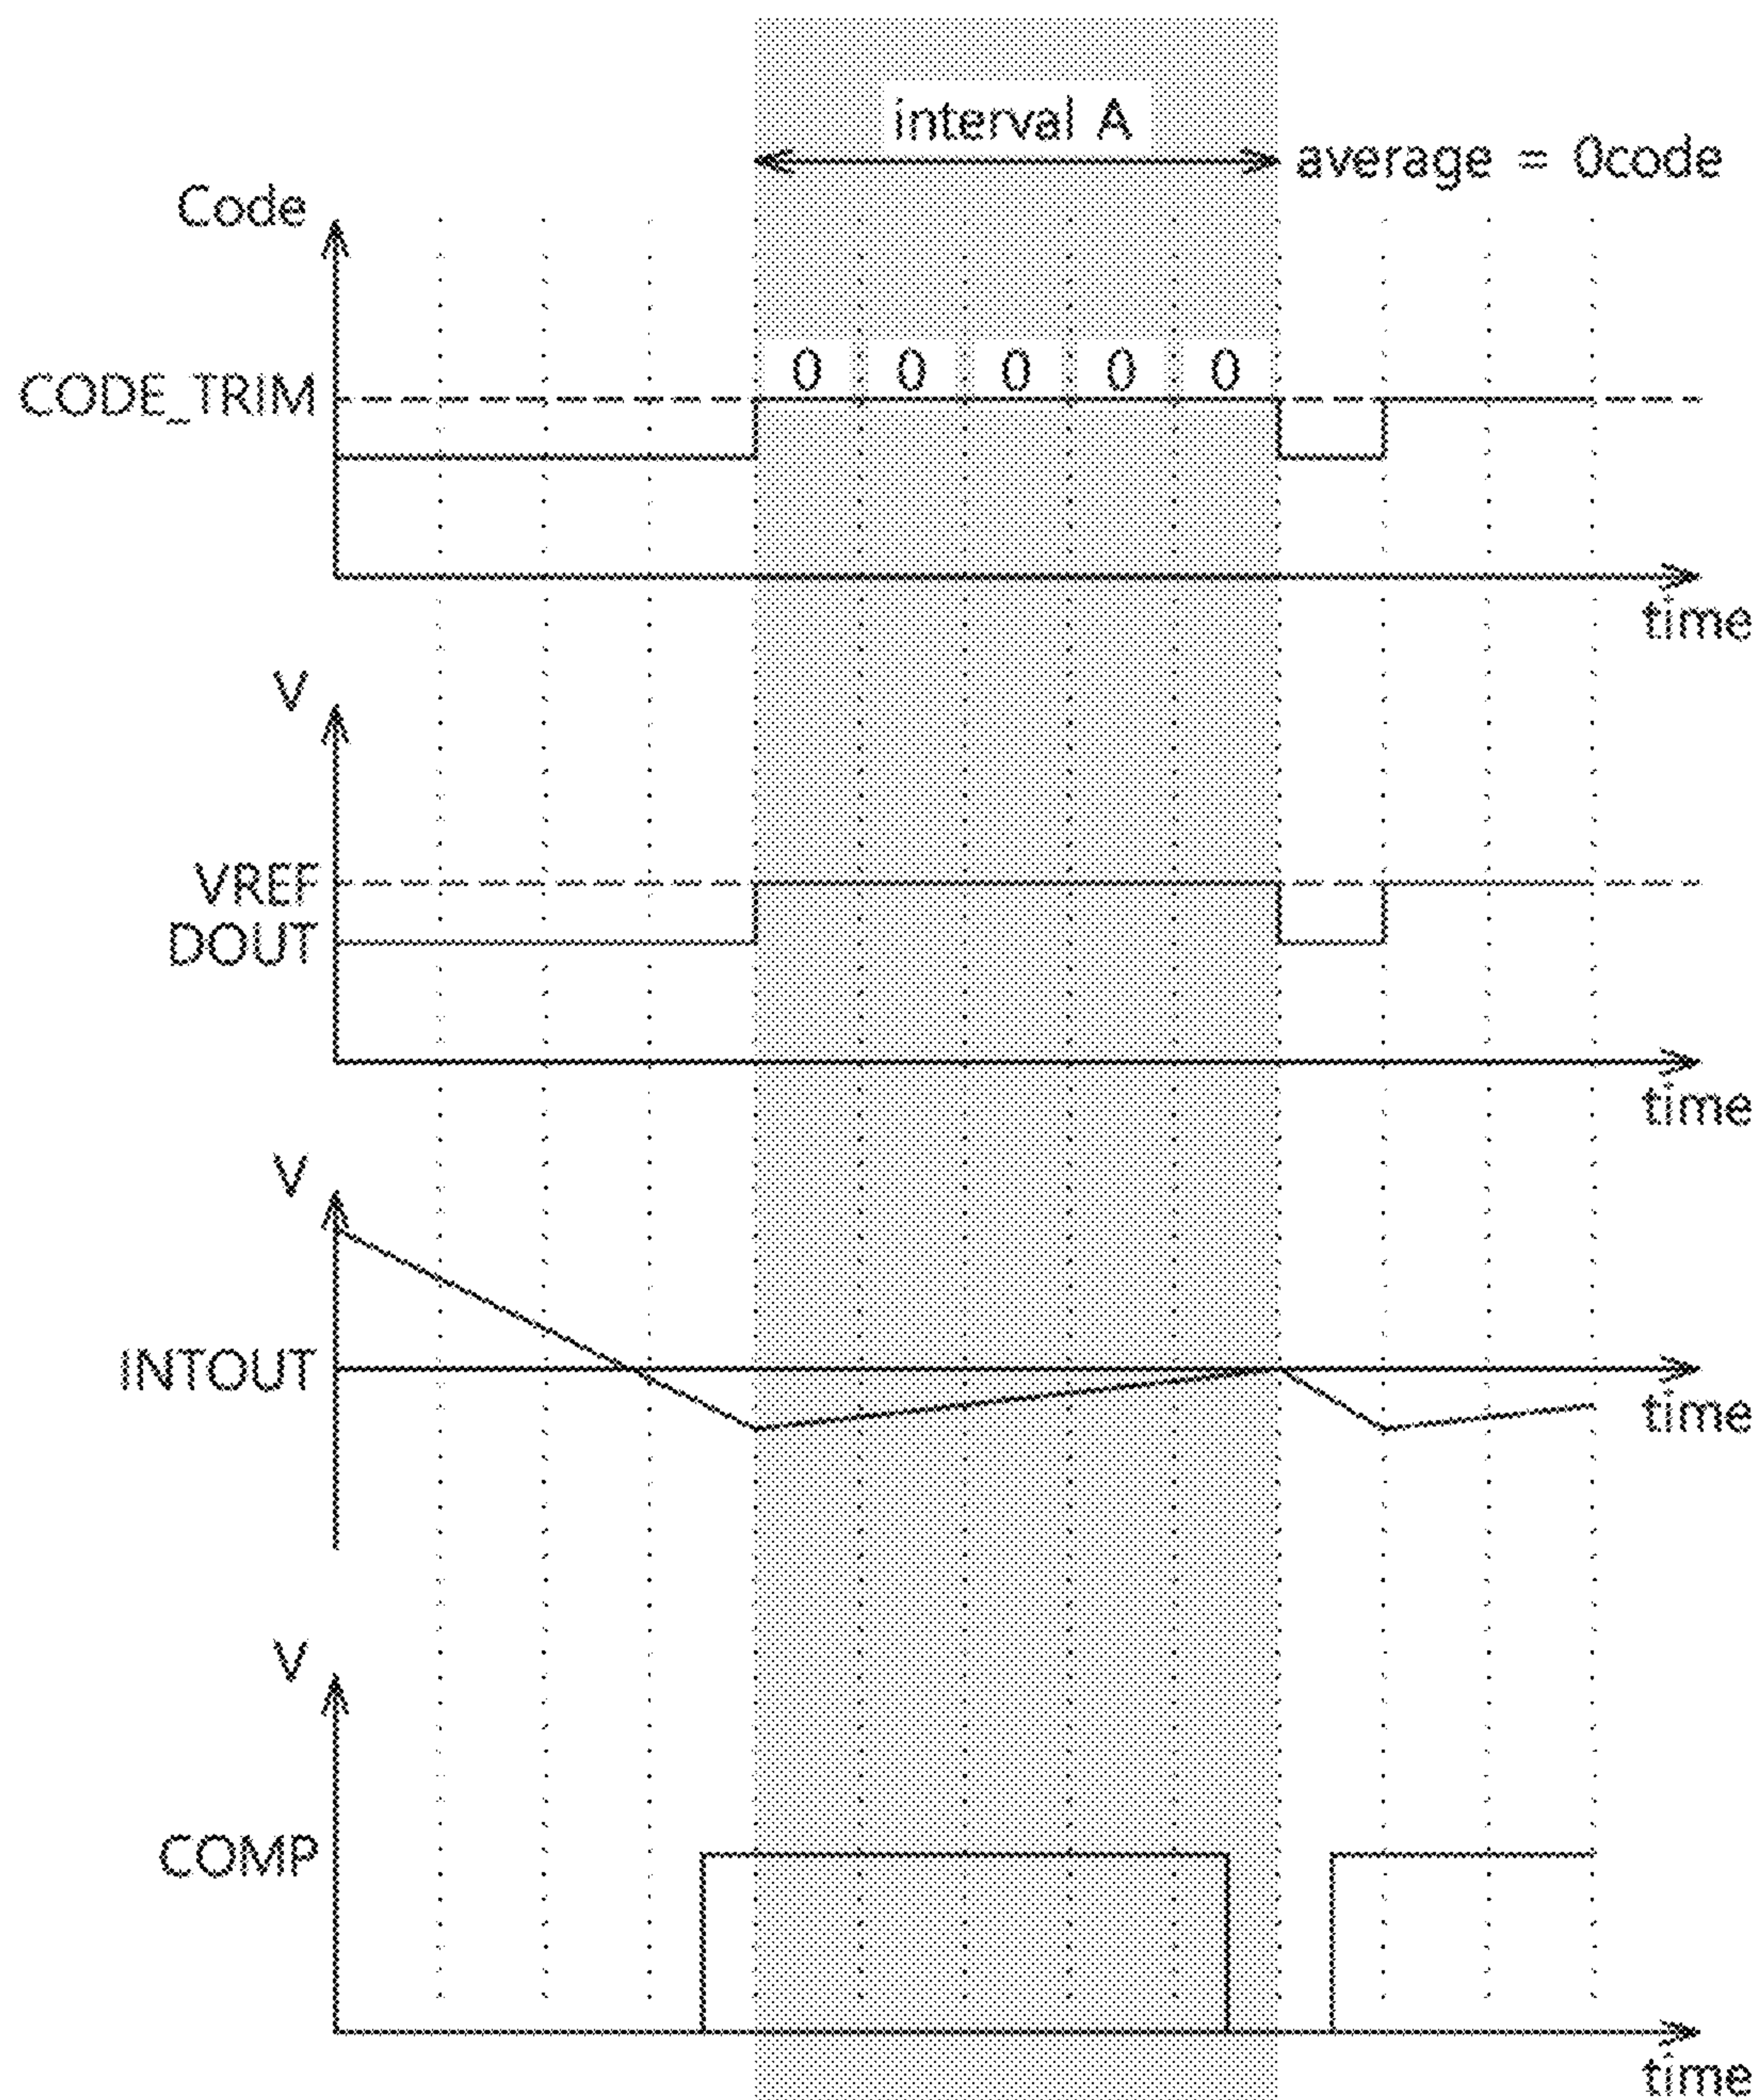 interval A
average = 0code
Code
CODE_TRIM
0 0 0 0 0
time
V
VREF
DOUT
time
V
INTOUT
time
V
COMP
time